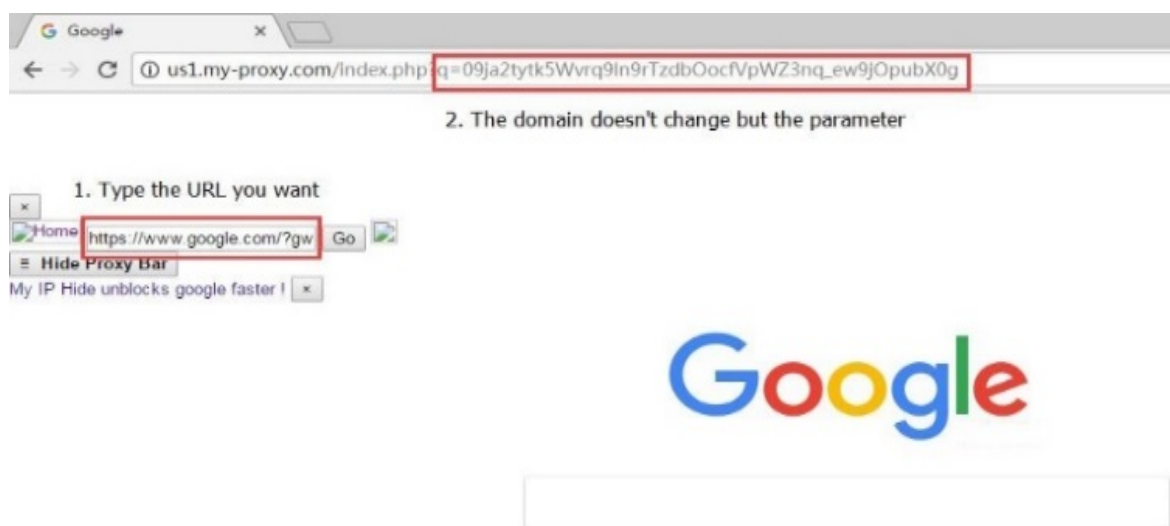 Google ×
us1.my-proxy.com/index.php?q=09ja2tytk5Wvrq9ln9rTzdbOocfVpWZ3nq_ew9jOpubX0g
2. The domain doesn't change but the parameter
1. Type the URL you want
×
Home https://www.google.com/?gw Go
≡ Hide Proxy Bar
My IP Hide unblocks google faster ! ×
Google